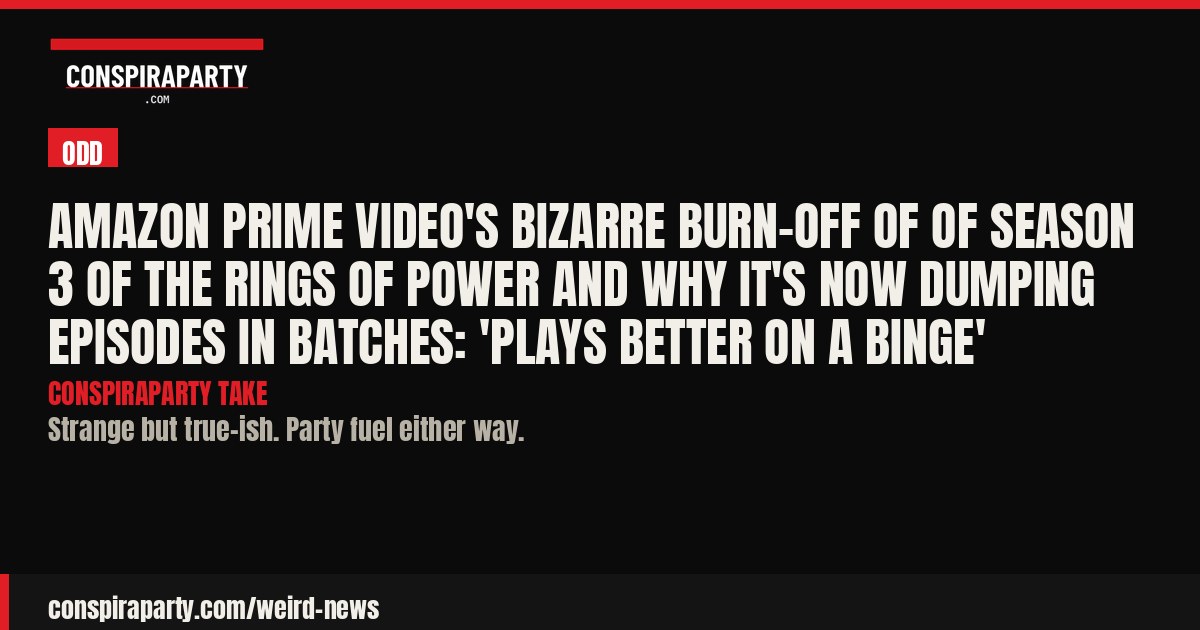 CONSPIRAPARTY
.COM
ODD
AMAZON PRIME VIDEO'S BIZARRE BURN-OFF OF OF SEASON
3 OF THE RINGS OF POWER AND WHY IT'S NOW DUMPING
EPISODES IN BATCHES: 'PLAYS BETTER ON A BINGE'
CONSPIRAPARTY TAKE
Strange but true-ish. Party fuel either way.
conspiraparty.com/weird-news